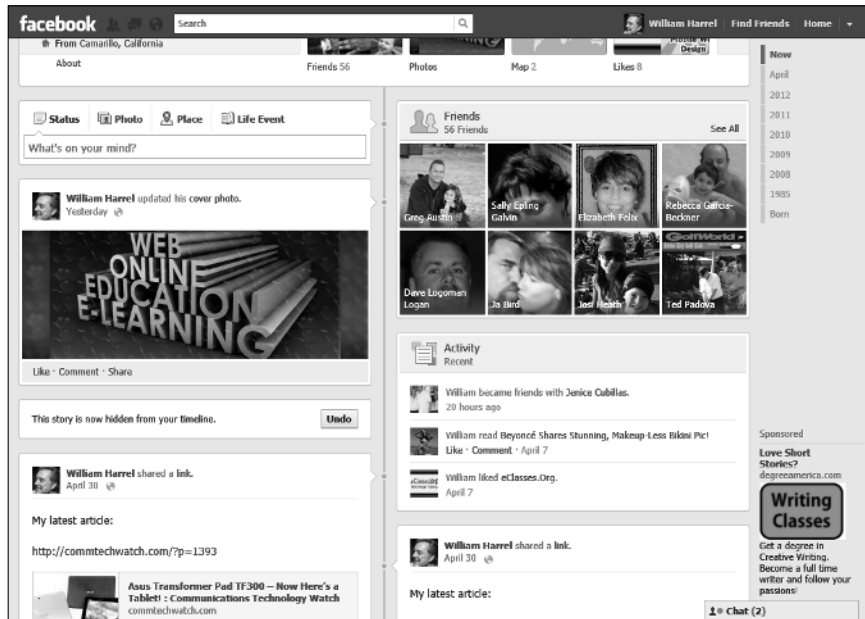 facebook
Search
William Harrel
Find Friends
Home
From Camarillo, California
About
Friends 56
Photos
Map 2
Likes 8
Design
Now
April
2012
2011
2010
2009
2008
1985
Born
Status
Photo
Place
Life Event
What's on your mind?
William Harrel updated his cover photo.
Yesterday
WEB
ONLINE
EDUCATION
E-LEARNING
Like · Comment · Share
This story is now hidden from your timeline.
Undo
William Harrel shared a link.
April 30
My latest article:
http://commtechwatch.com/?p=1393
Asus Transformer Pad TF300 – Now Here's a
Tablet! : Communications Technology Watch
commtechwatch.com
Friends
56 Friends
See All
Greg Austin
Sally Epling
Galvin
Elizabeth Felix
Rebecca Garcia-
Beckner
Dave Logoman
Logan
Ja Bird
Josi Heath
GolfWorld
Ted Padova
Activity
Recent
William became friends with Jenice Cubillas.
20 hours ago
William read Beyoncé Shares Stunning, Makeup-Less Bikini Pic!
Like · Comment · April 7
William liked eClasses.Org.
April 7
William Harrel shared a link.
April 30
My latest article:
Sponsored
Love Short
Stories?
degreeamerica.com
Writing
Classes
Get a degree in
Creative Writing.
Become a full time
writer and follow your
passions!
Chat (2)